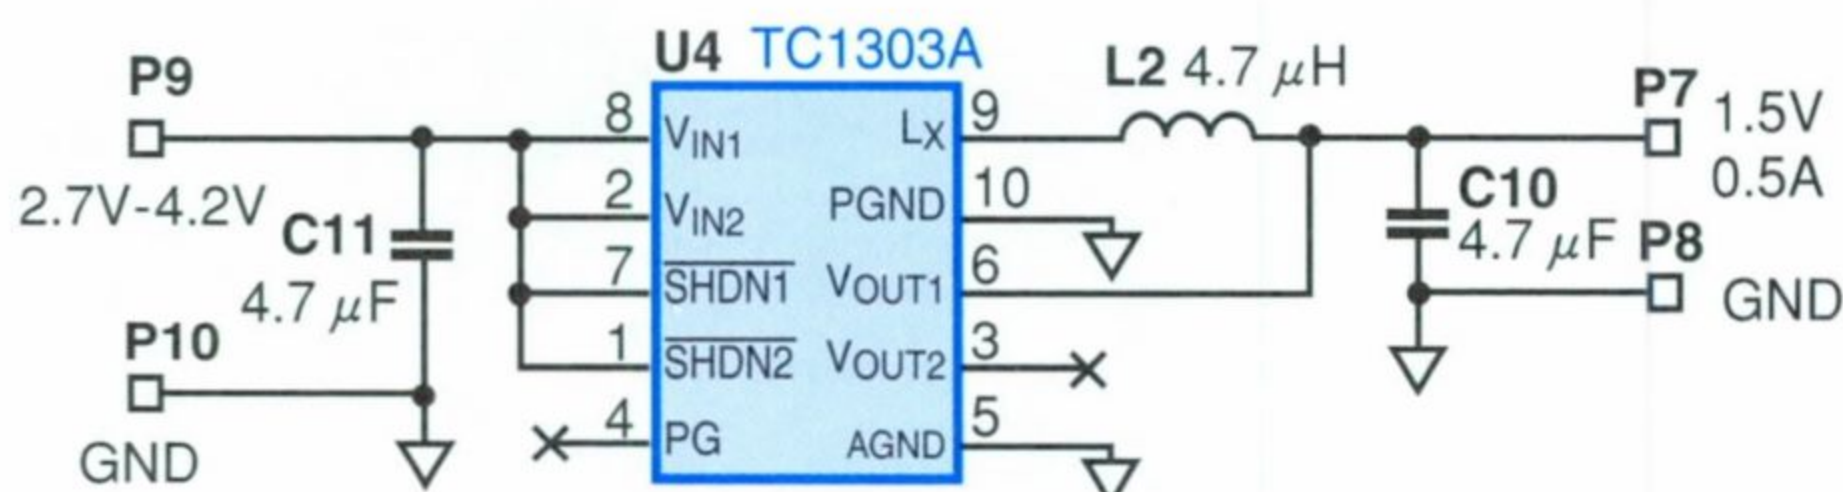 U4 TC1303A
P9
2.7V-4.2V
C11
4.7 μF
P10
GND
8 VIN1
2 VIN2
7 SHDN1
1 SHDN2
4 PG
LX 9
PGND 10
VOUT1 6
VOUT2 3
AGND 5
L2 4.7 μH
P7 1.5V
0.5A
C10
4.7 μF
P8
GND